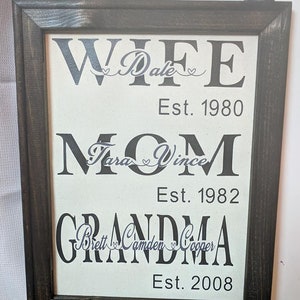 WIFE
Dale
Est. 1980
MOM
Tara Vince
Est. 1982
GRANDMA
Brett Camden Cooper
Est. 2008